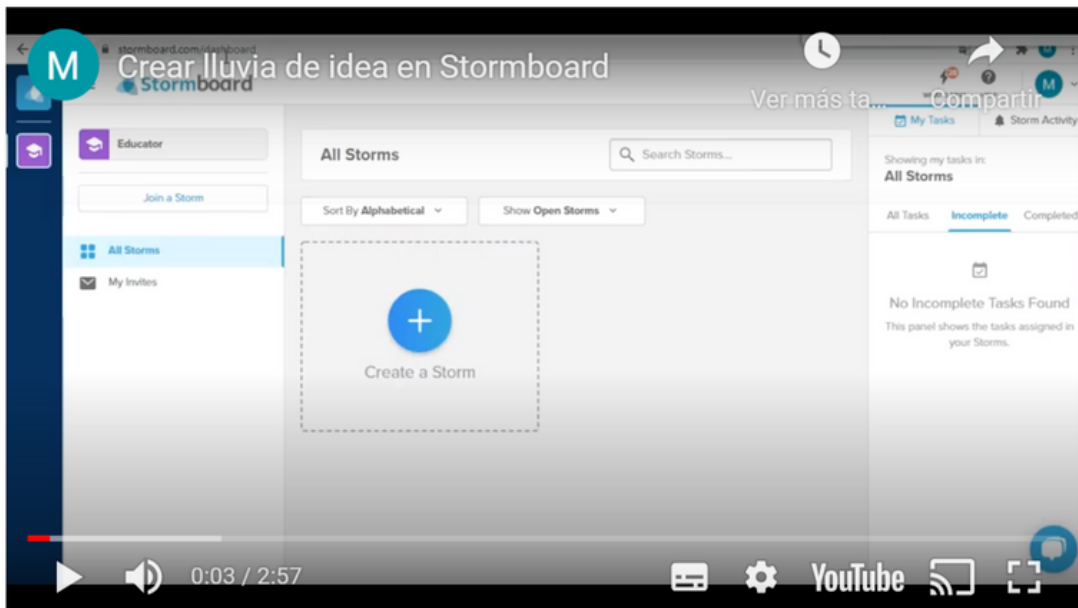 stormboard.com/dashboard
M
Crear lluvia de idea en Stormboard
Stormboard
Ver más ta...
Compartir
M
Educator
Join a Storm
All Storms
My Invites
All Storms
Search Storms...
Sort By Alphabetical
Show Open Storms
Create a Storm
My Tasks
Storm Activity
Showing my tasks in:
All Storms
All Tasks
Incomplete
Completed
No Incomplete Tasks Found
This panel shows the tasks assigned in
your Storms.
0:03 / 2:57
YouTube